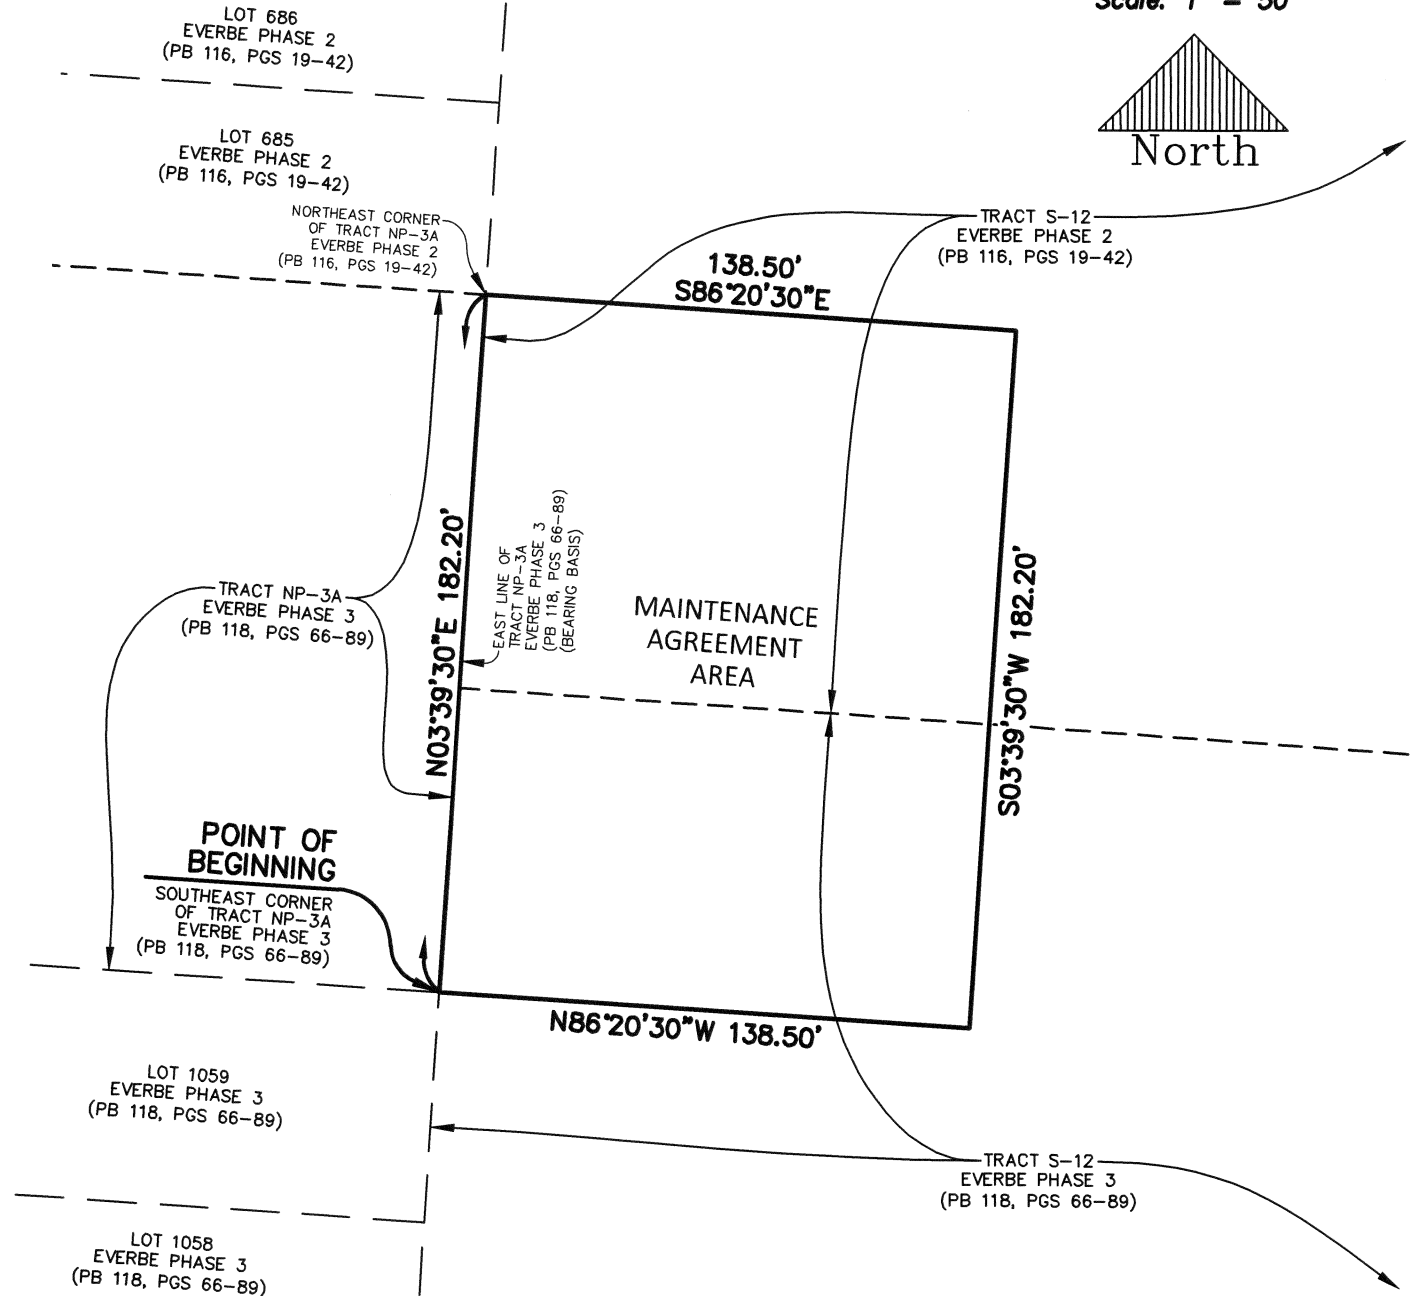 Scale: 1" = 50'
North
LOT 686
EVERBE PHASE 2
(PB 116, PGS 19-42)
LOT 685
EVERBE PHASE 2
(PB 116, PGS 19-42)
NORTHEAST CORNER
OF TRACT NP-3A
EVERBE PHASE 2
(PB 116, PGS 19-42)
TRACT S-12
EVERBE PHASE 2
(PB 116, PGS 19-42)
138.50'
S86°20'30"E
N03°39'30"E 182.20'
EAST LINE OF
TRACT NP-3A
EVERBE PHASE 3
(PB 118, PGS 66-89)
(BEARING BASIS)
TRACT NP-3A
EVERBE PHASE 3
(PB 118, PGS 66-89)
MAINTENANCE
AGREEMENT
AREA
S03°39'30"W 182.20'
POINT OF
BEGINNING
SOUTHEAST CORNER
OF TRACT NP-3A
EVERBE PHASE 3
(PB 118, PGS 66-89)
N86°20'30"W 138.50'
LOT 1059
EVERBE PHASE 3
(PB 118, PGS 66-89)
TRACT S-12
EVERBE PHASE 3
(PB 118, PGS 66-89)
LOT 1058
EVERBE PHASE 3
(PB 118, PGS 66-89)